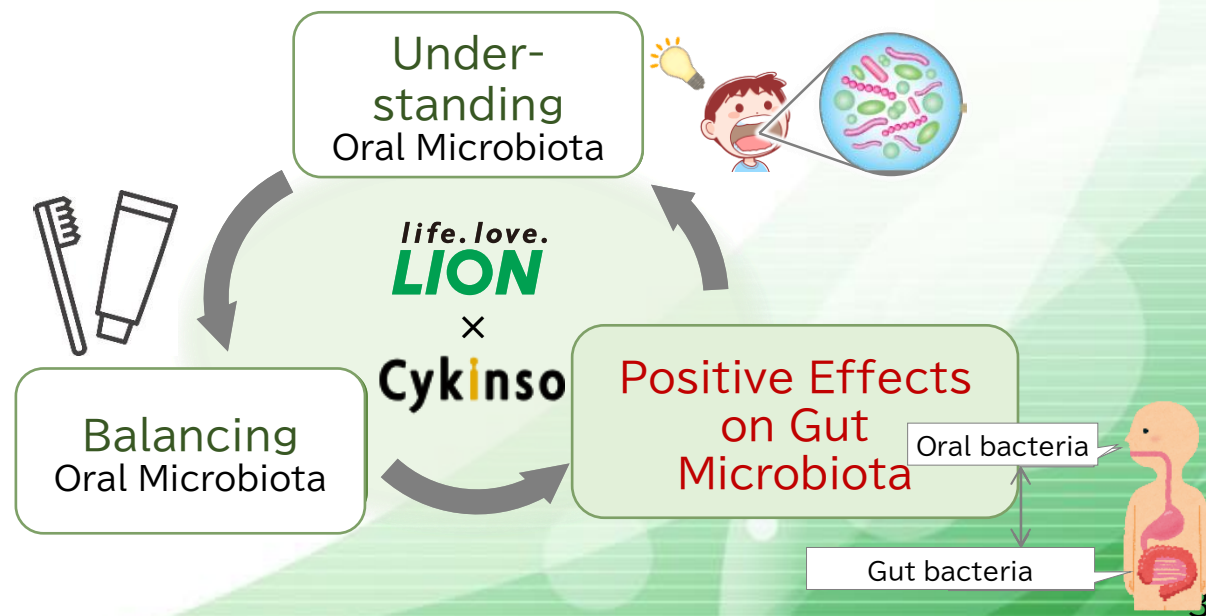 Under-
standing
Oral Microbiota
life.love.
LION
×
Cykinso
Balancing
Oral Microbiota
Positive Effects
on Gut
Microbiota
Oral bacteria
Gut bacteria